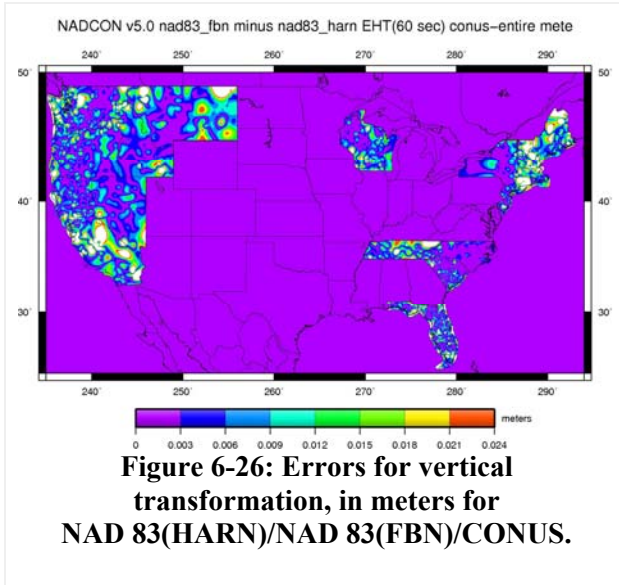 NADCON v5.0 nad83_fbn minus nad83_harn EHT(60 sec) conus−entire mete
240˚ 250˚ 260˚ 270˚ 280˚ 290˚
50˚ 50˚
40˚ 40˚
30˚ 30˚
240˚ 250˚ 260˚ 270˚ 280˚ 290˚
meters
0 0.003 0.006 0.009 0.012 0.015 0.018 0.021 0.024
Figure 6-26: Errors for vertical
transformation, in meters for
NAD 83(HARN)/NAD 83(FBN)/CONUS.